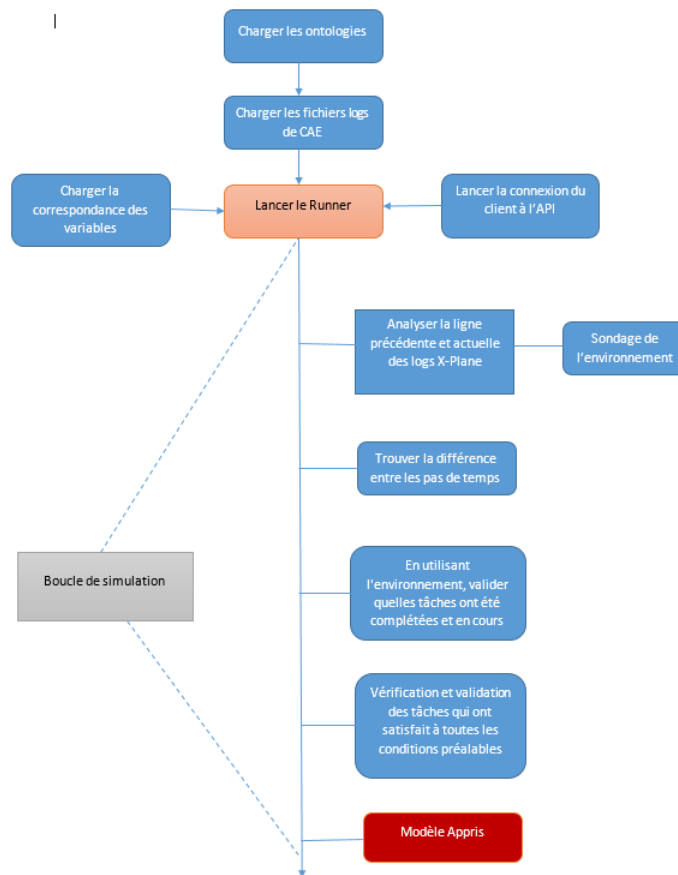 Charger les ontologies
Charger les fichiers logs
de CAE
Charger la
correspondance des
variables
Lancer le Runner
Lancer la connexion du
client à l'API
Analyser la ligne
précédente et actuelle
des logs X-Plane
Sondage de
l'environnement
Trouver la différence
entre les pas de temps
En utilisant
l'environnement, valider
quelles tâches ont été
complétées et en cours
Boucle de simulation
Vérification et validation
des tâches qui ont
satisfait à toutes les
conditions préalables
Modèle Appris